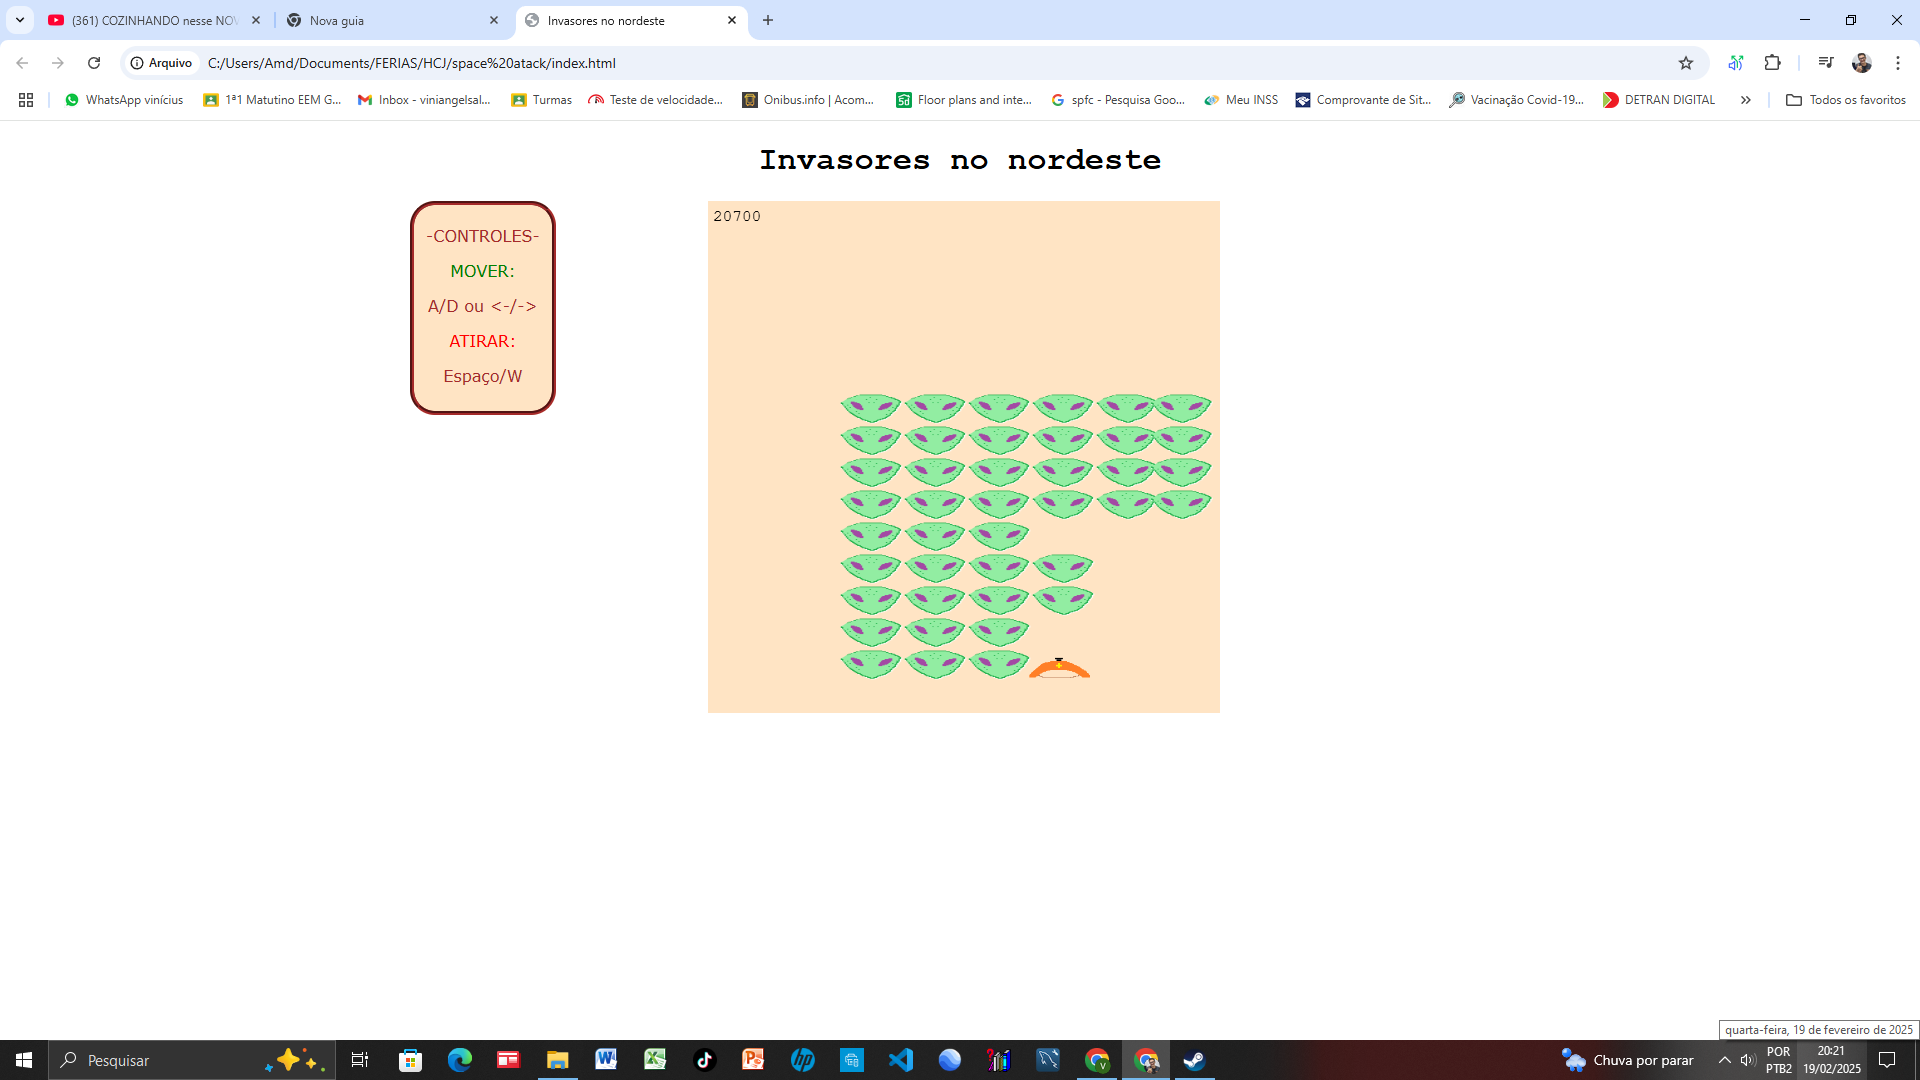 (361) COZINHANDO nesse NOV
Nova guia
Invasores no nordeste
Arquivo
C:/Users/Amd/Documents/FERIAS/HCJ/space%20atack/index.html
WhatsApp vinícius
1ª1 Matutino EEM G...
Inbox - viniangelsal...
Turmas
Teste de velocidade...
Onibus.info | Acom...
Floor plans and inte...
spfc - Pesquisa Goo...
Meu INSS
Comprovante de Sit...
Vacinação Covid-19...
DETRAN DIGITAL
Todos os favoritos
Invasores no nordeste
-CONTROLES-
MOVER:
A/D ou <-/->
ATIRAR:
Espaço/W
20700
quarta-feira, 19 de fevereiro de 2025
Pesquisar
Chuva por parar
POR
PTB2
20:21
19/02/2025